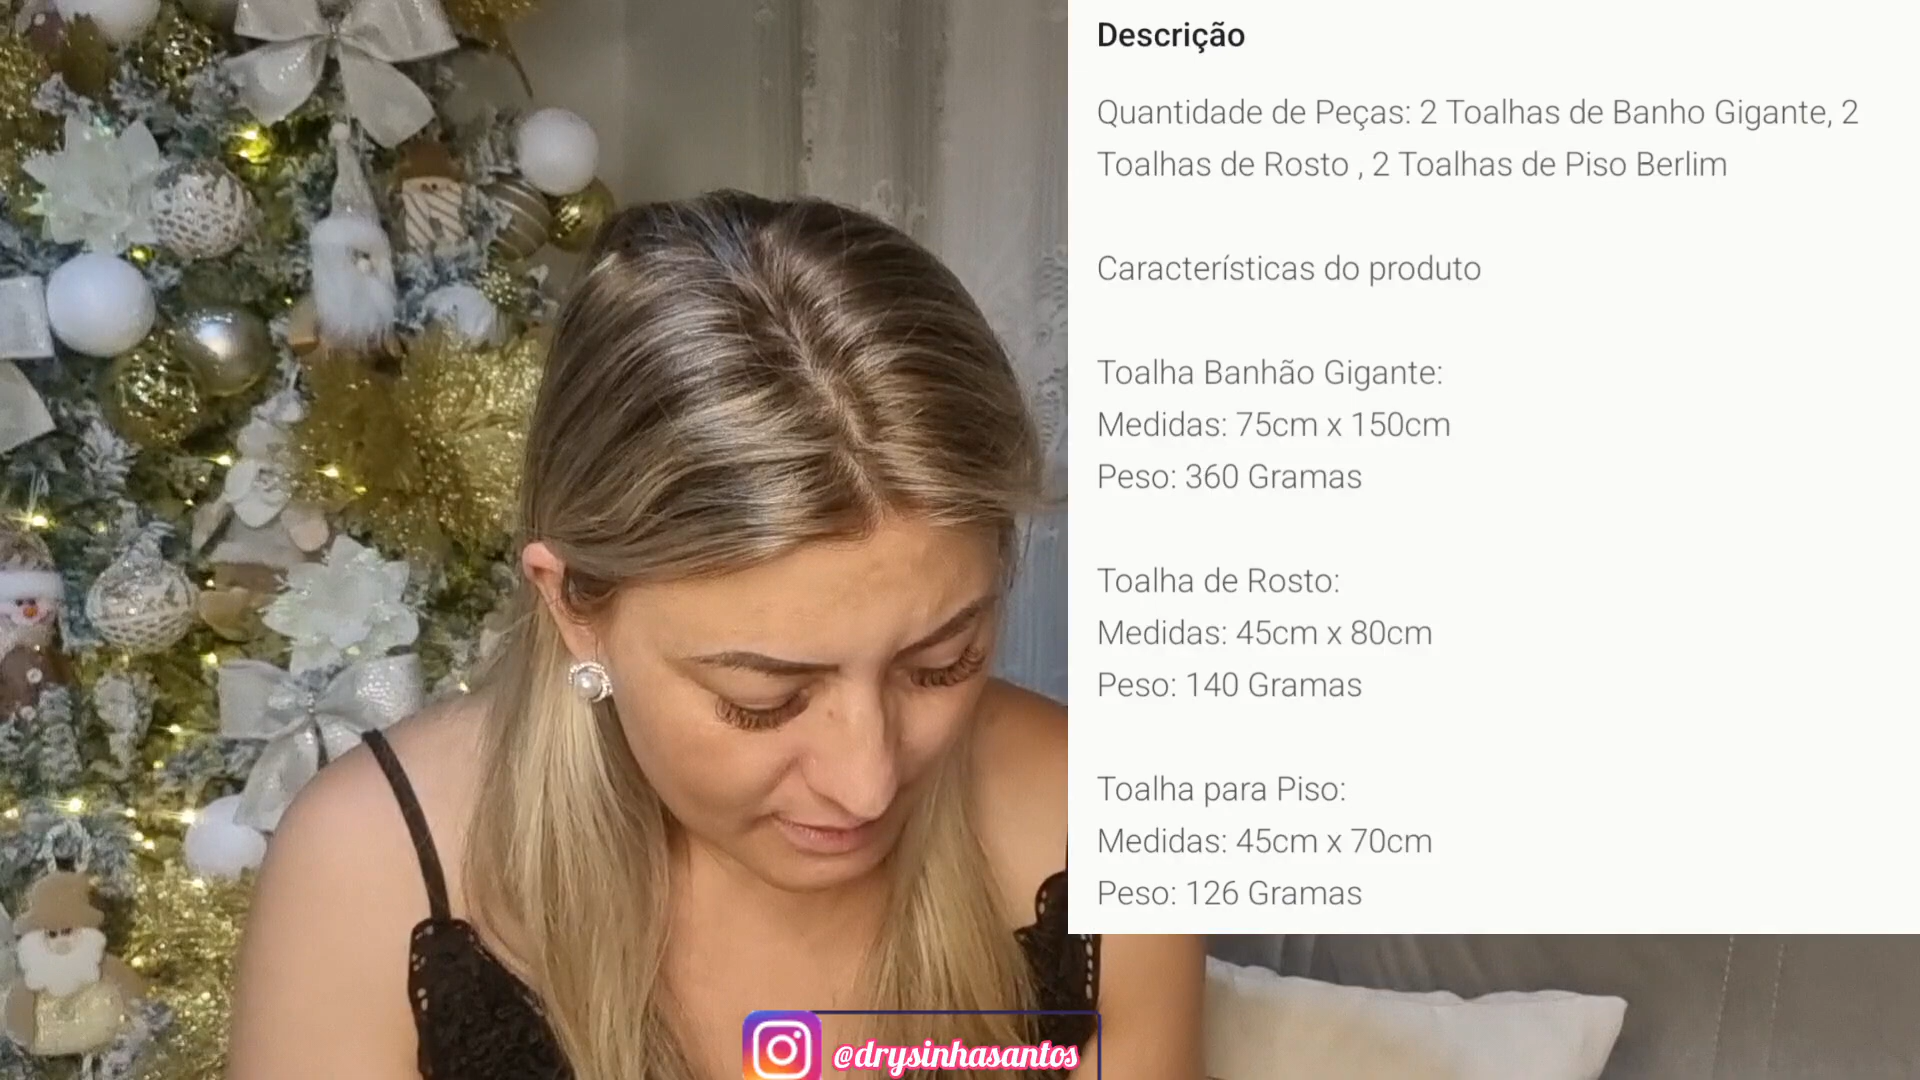 Descrição
Quantidade de Peças: 2 Toalhas de Banho Gigante, 2
Toalhas de Rosto , 2 Toalhas de Piso Berlim
Características do produto
Toalha Banhão Gigante:
Medidas: 75cm x 150cm
Peso: 360 Gramas
Toalha de Rosto:
Medidas: 45cm x 80cm
Peso: 140 Gramas
Toalha para Piso:
Medidas: 45cm x 70cm
Peso: 126 Gramas
@drysinhasantos